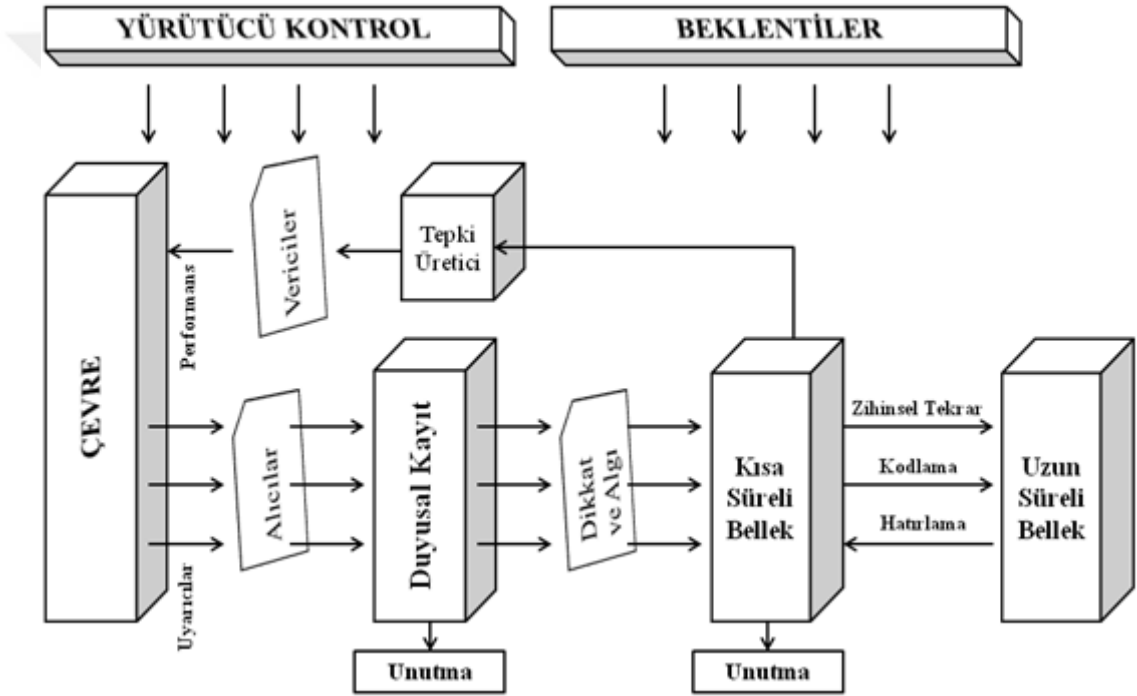 YÜRÜTÜCÜ KONTROL
BEKLENTİLER
Tepki
Üretici
Vericiler
Performans
ÇEVRE
Uyarıcılar
Alıcılar
Duyusal Kayıt
Dikkat
ve Algı
Kısa
Süreli
Bellek
Zihinsel Tekrar
Kodlama
Hatırlama
Uzun
Süreli
Bellek
Unutma
Unutma